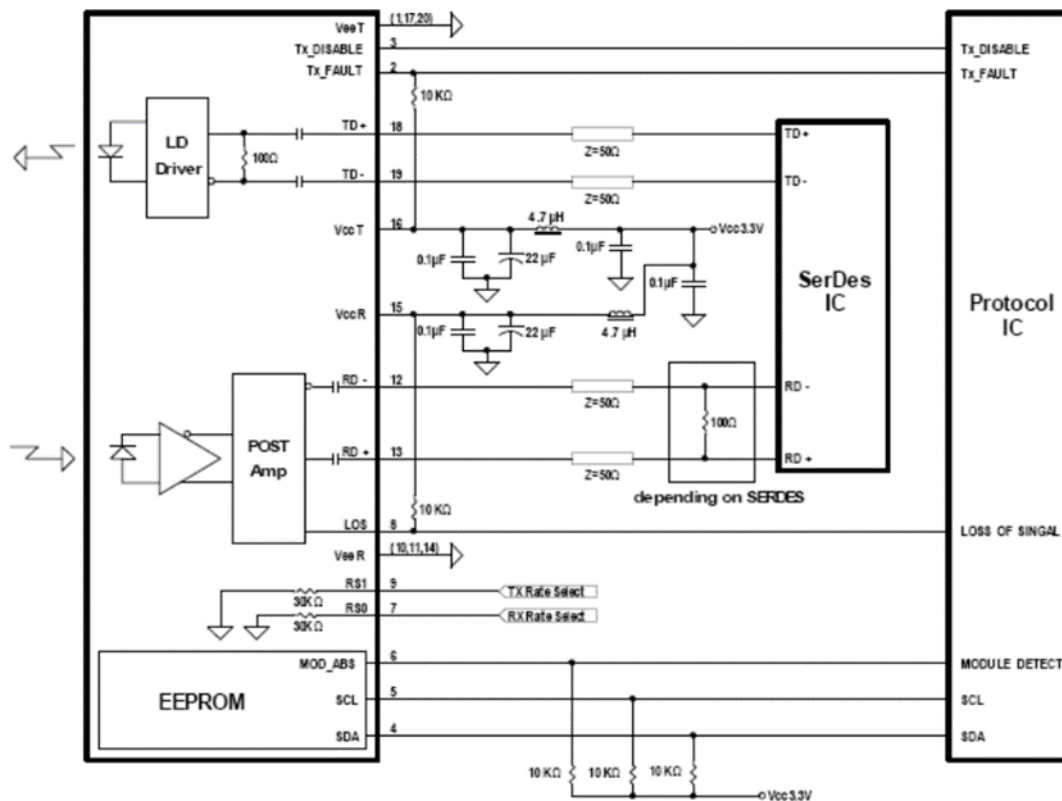 VeeT (1,17,20)
Tx_DISABLE 3 Tx_DISABLE
Tx_FAULT 2 Tx_FAULT
10 KΩ
TD+ 18 TD+
LD
Driver
100Ω
Z=50Ω
TD- 19 TD-
Z=50Ω
VccT 16 4.7 µH Vcc3.3V
0.1µF 22 µF 0.1µF
0.1µF
SerDes
IC
Protocol
IC
VccR 15
0.1µF 22 µF 4.7 µH
RD - 12 RD -
Z=50Ω
100Ω
POST
Amp
RD + 13 RD +
Z=50Ω
depending on SERDES
10 KΩ
LOS 8 LOSS OF SINGAL
VeeR (10,11,14)
RS1 9 TX Rate Select
30KΩ
RS0 7 RX Rate Select
30KΩ
MOD_ABS 6 MODULE DETECT
EEPROM
SCL 5 SCL
SDA 4 SDA
10 KΩ 10 KΩ 10 KΩ
Vcc3.3V